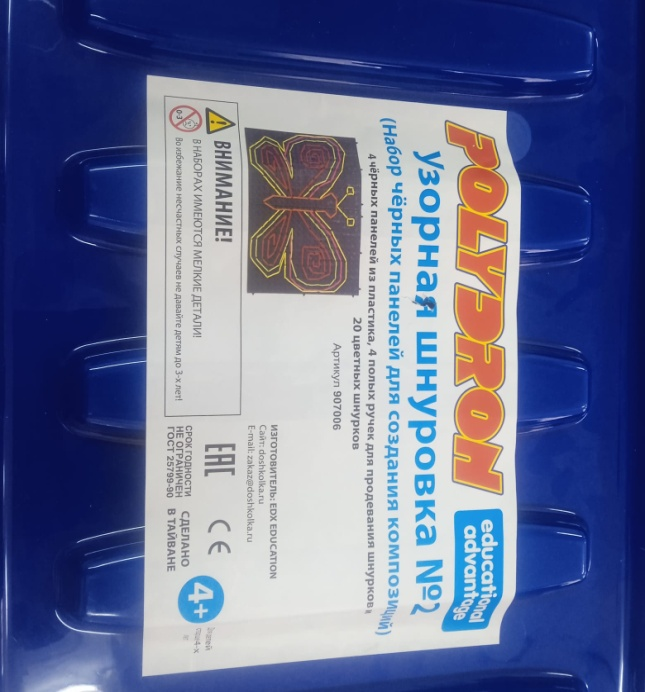 POLYDRON
educational
advantage
Узорная шнуровка №2
(Набор чёрных панелей для создания композиций)
4 чёрных панелей из пластика, 4 полых ручек для продевания шнурков и
20 цветных шнурков
Артикул 907006
ВНИМАНИЕ!
0-3
В НАБОРАХ ИМЕЮТСЯ МЕЛКИЕ ДЕТАЛИ!
Во избежание несчастных случаев не давайте детям до 3-х лет!
ИЗГОТОВИТЕЛЬ: EDX EDUCATION
Сайт: doshkolka.ru
E-mail: zakaz@doshkolka.ru
EAC CE
СРОК ГОДНОСТИ
НЕ ОГРАНИЧЕН
ГОСТ 25799-90
СДЕЛАНО
В ТАЙВАНЕ
4+